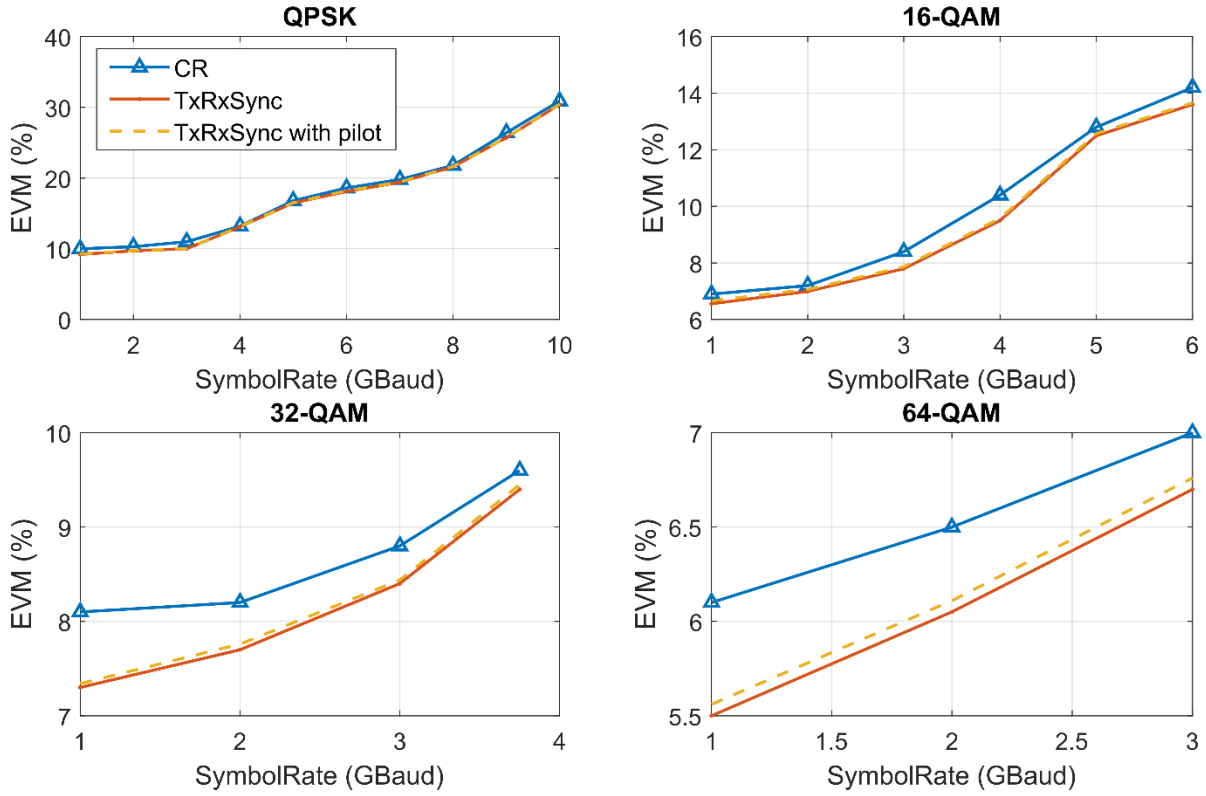 QPSK
40
30
20
10
0
EVM (%)
CR
TxRxSync
TxRxSync with pilot
2 4 6 8 10
SymbolRate (GBaud)
16-QAM
16
14
12
10
8
6
EVM (%)
1 2 3 4 5 6
SymbolRate (GBaud)
32-QAM
10
9
8
7
EVM (%)
1 2 3 4
SymbolRate (GBaud)
64-QAM
7
6.5
6
5.5
EVM (%)
1 1.5 2 2.5 3
SymbolRate (GBaud)